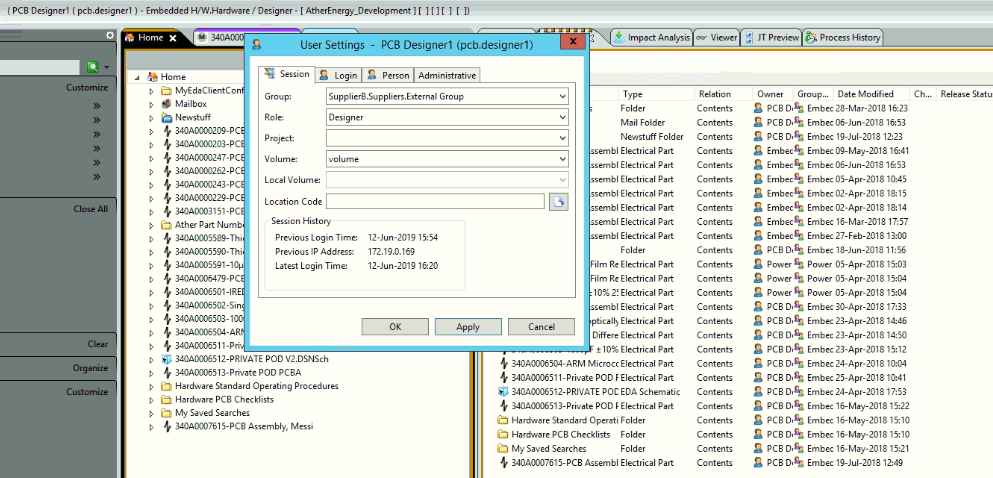 ( PCB Designer1 ( pcb.designer1) - Embedded H/W.Hardware / Designer - [ AtherEnergy_Development ] [ ] [ ] [ ] [ ])
Home
340A0000
Impact Analysis
Viewer
JT Preview
Process History
User Settings - PCB Designer1 (pcb.designer1)
Session
Login
Person
Administrative
Group: SupplierB.Suppliers.External Group
Role: Designer
Project:
Volume: volume
Local Volume:
Location Code
Session History
Previous Login Time: 12-Jun-2019 15:54
Previous IP Address: 172.19.0.169
Latest Login Time: 12-Jun-2019 16:20
OK
Apply
Cancel
Customize
Close All
Clear
Organize
Customize
Home
MyEdaClientConf
Mailbox
Newstuff
340A0000209-PCB
340A0000203-PCB
340A0000247-PCB
340A0000262-PCB
340A0000243-PCB
340A0000229-PCB
340A0003151-PCB
Ather Part Numbe
340A0005589-Thi
340A0005590-Thi
340A0005591-10µ
340A0006479-PCB
340A0006501-IRED
340A0006502-Sing
340A0006503-100
340A0006504-ARM
340A0006511-Priv
340A0006512-PRIVATE POD V2.DSNSch
340A0006513-Private POD PCBA
Hardware Standard Operating Procedures
Hardware PCB Checklists
My Saved Searches
340A0007615-PCB Assembly, Messi
Type Relation Owner Group... Date Modified Ch... Release Status
Folder Contents PCB D Embec 28-Mar-2018 16:23
Mail Folder Contents PCB D Embec 06-Jun-2018 16:53
Newstuff Folder Contents PCB D Embec 19-Jul-2018 12:23
Assembl Electrical Part Contents Embec Embec 09-May-2018 16:41
Assembl Electrical Part Contents Embec Embec 06-Jun-2018 16:53
Assembl Electrical Part Contents Embec Embec 05-Apr-2018 10:45
Assembl Electrical Part Contents Embec Embec 02-Apr-2018 18:15
Assembl Electrical Part Contents Embec Embec 02-Apr-2018 18:14
Assembl Electrical Part Contents Embec Embec 16-Mar-2018 17:57
Assembl Electrical Part Contents Embec Embec 27-Feb-2018 13:00
Folder Contents PCB D Embec 18-Jun-2018 11:56
Film Re Electrical Part Contents Power Power 05-Apr-2018 15:03
Film Re Electrical Part Contents Power Power 05-Apr-2018 15:04
±10% 25 Electrical Part Contents Power Power 05-Apr-2018 15:04
Assembl Electrical Part Contents PCB D Embec 30-Apr-2018 17:33
ptically Electrical Part Contents PCB D Embec 23-Apr-2018 14:46
Differe Electrical Part Contents PCB D Embec 23-Apr-2018 14:50
±10% Electrical Part Contents PCB D Embec 23-Apr-2018 15:12
340A0006504-ARM Microcc Electrical Part Contents PCB D Embec 24-Apr-2018 10:04
340A0006511-Private POD F Electrical Part Contents PCB D Embec 25-Apr-2018 10:41
340A0006512-PRIVATE POD EDA Schematic Contents PCB D Embec 24-Apr-2018 17:53
340A0006513-Private POD F Electrical Part Contents PCB D Embec 16-May-2018 15:22
Hardware Standard Operati Folder Contents PCB D Embec 16-May-2018 15:10
Hardware PCB Checklists Folder Contents PCB D Embec 16-May-2018 15:10
My Saved Searches Folder Contents PCB D Embec 16-May-2018 15:21
340A0007615-PCB Assembl Electrical Part Contents PCB D Embec 19-Jul-2018 12:49